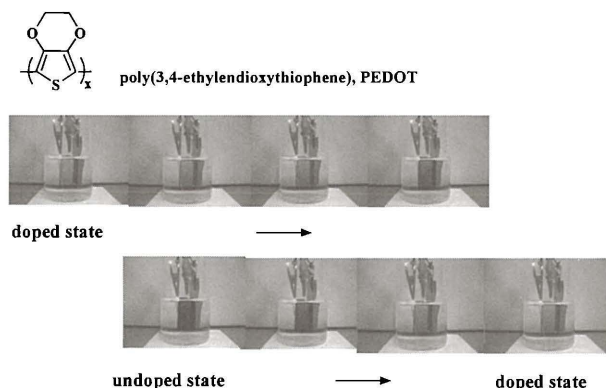 O O
S
x
poly(3,4-ethylendioxythiophene), PEDOT
doped state
undoped state doped state